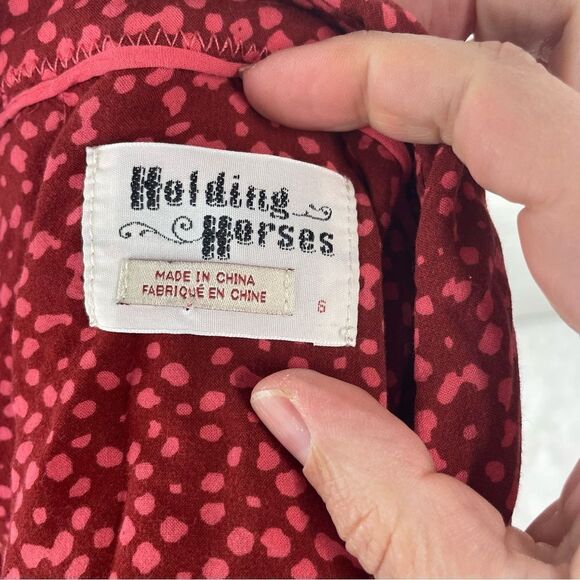 Holding
Horses
MADE IN CHINA
FABRIQUÉ EN CHINE
6